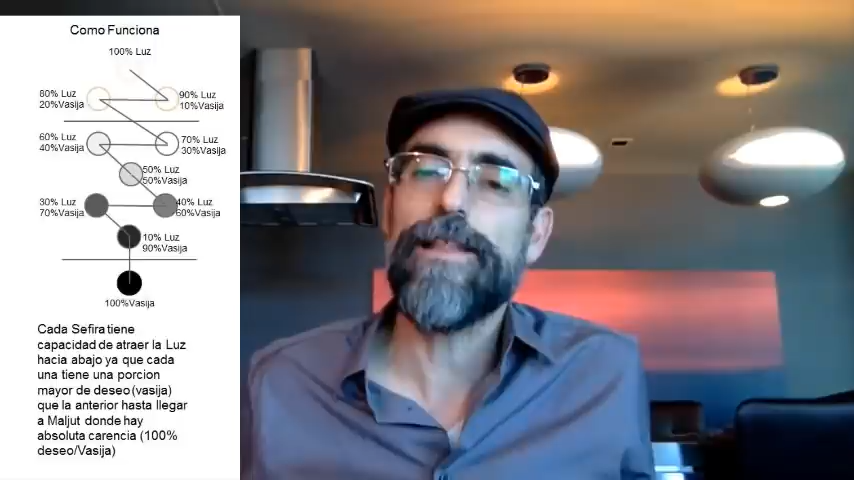 Como Funciona
100% Luz
80% Luz
20%Vasija
90% Luz
10%Vasija
60% Luz
40%Vasija
70% Luz
30%Vasija
50% Luz
50%Vasija
30% Luz
70%Vasija
40% Luz
60%Vasija
10% Luz
90%Vasija
100%Vasija
Cada Sefira tiene
capacidad de atraer la Luz
hacia abajo ya que cada
una tiene una porcion
mayor de deseo (vasija)
que la anterior hasta llegar
a Maljut donde hay
absoluta carencia (100%
deseo/Vasija)